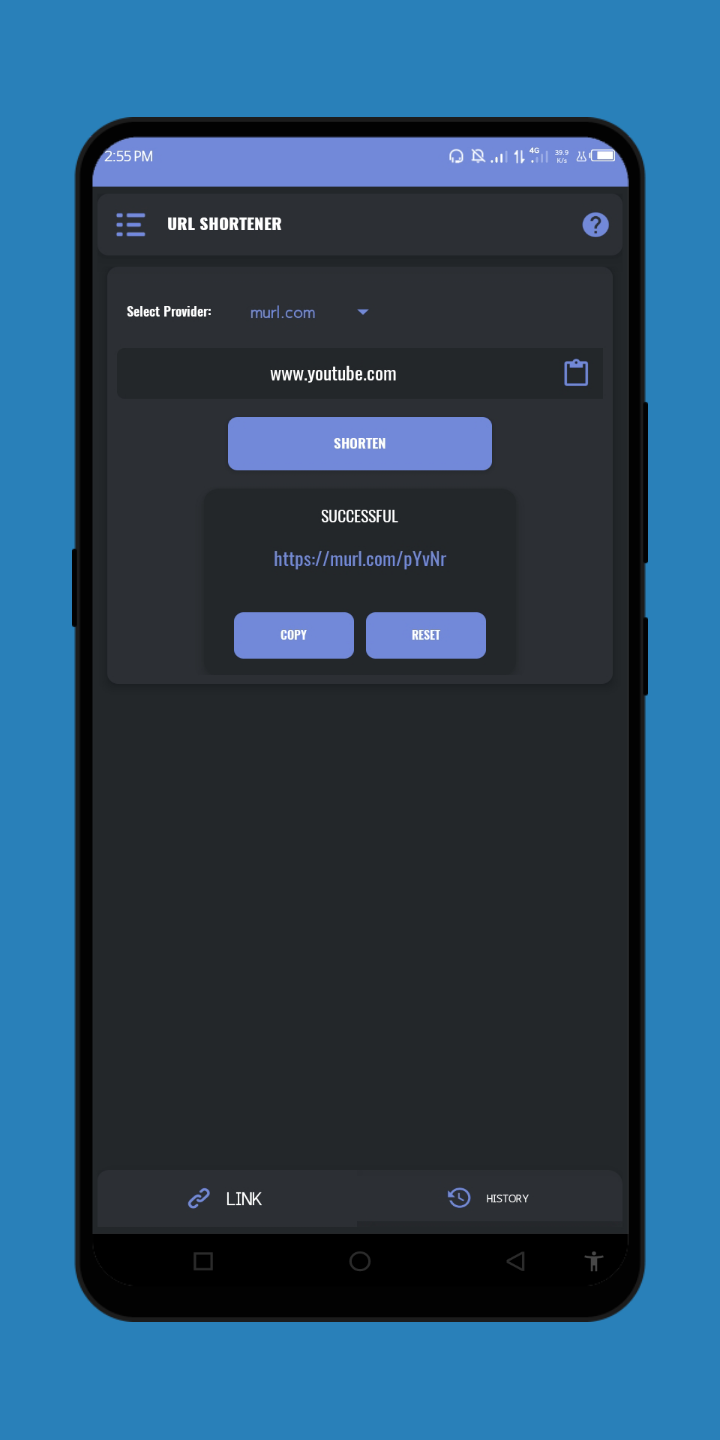 2:55 PM 4G 39.9 K/s
URL SHORTENER
Select Provider: murl.com
www.youtube.com
SHORTEN
SUCCESSFUL
https://murl.com/pYvNr
COPY RESET
LINK HISTORY